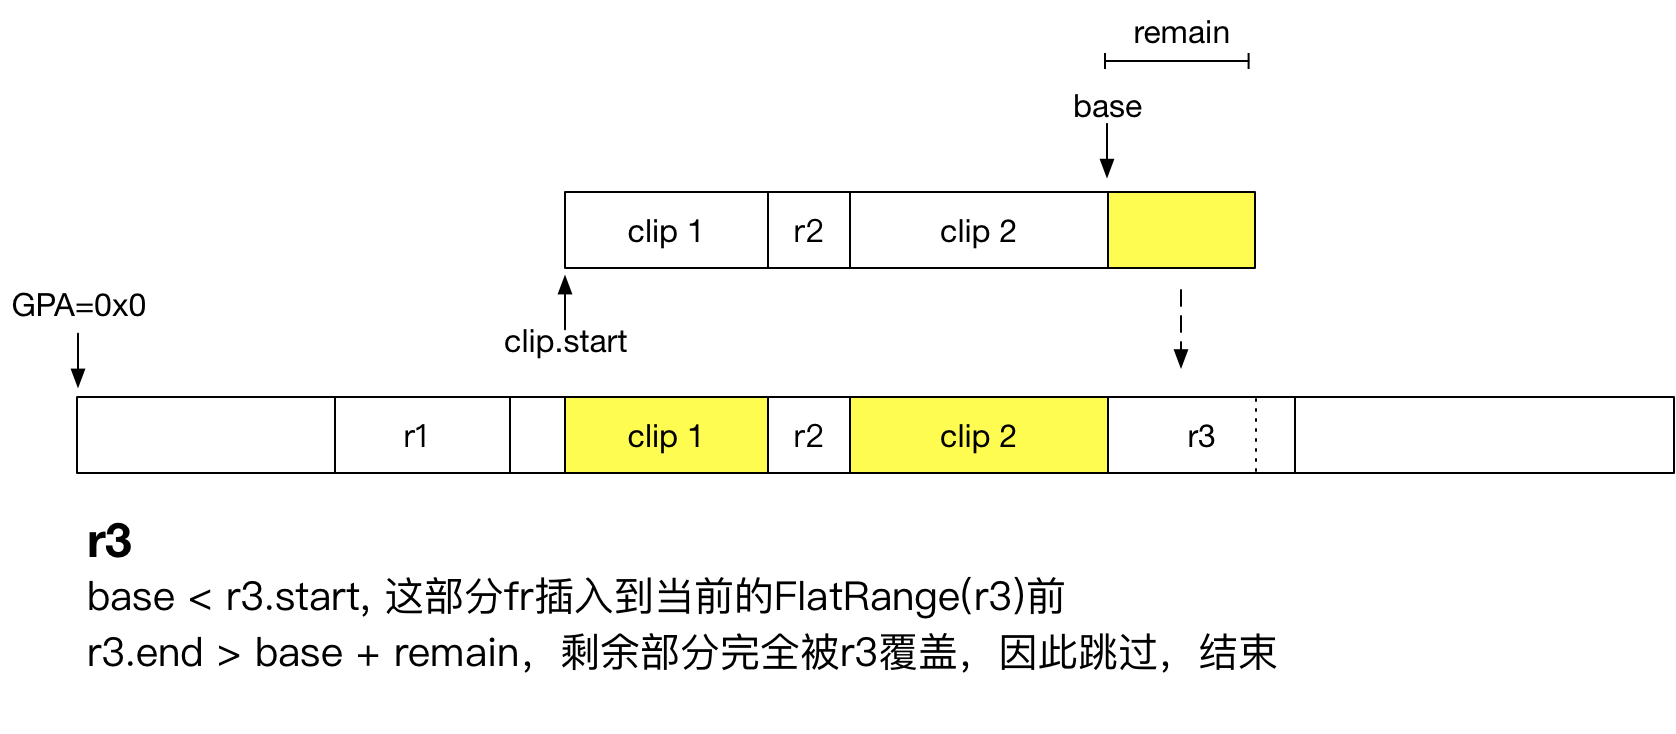 remain
base
clip 1 r2 clip 2
GPA=0x0
clip.start
r1 clip 1 r2 clip 2 r3
r3
base < r3.start, 这部分fr插入到当前的FlatRange(r3)前
r3.end > base + remain，剩余部分完全被r3覆盖，因此跳过，结束